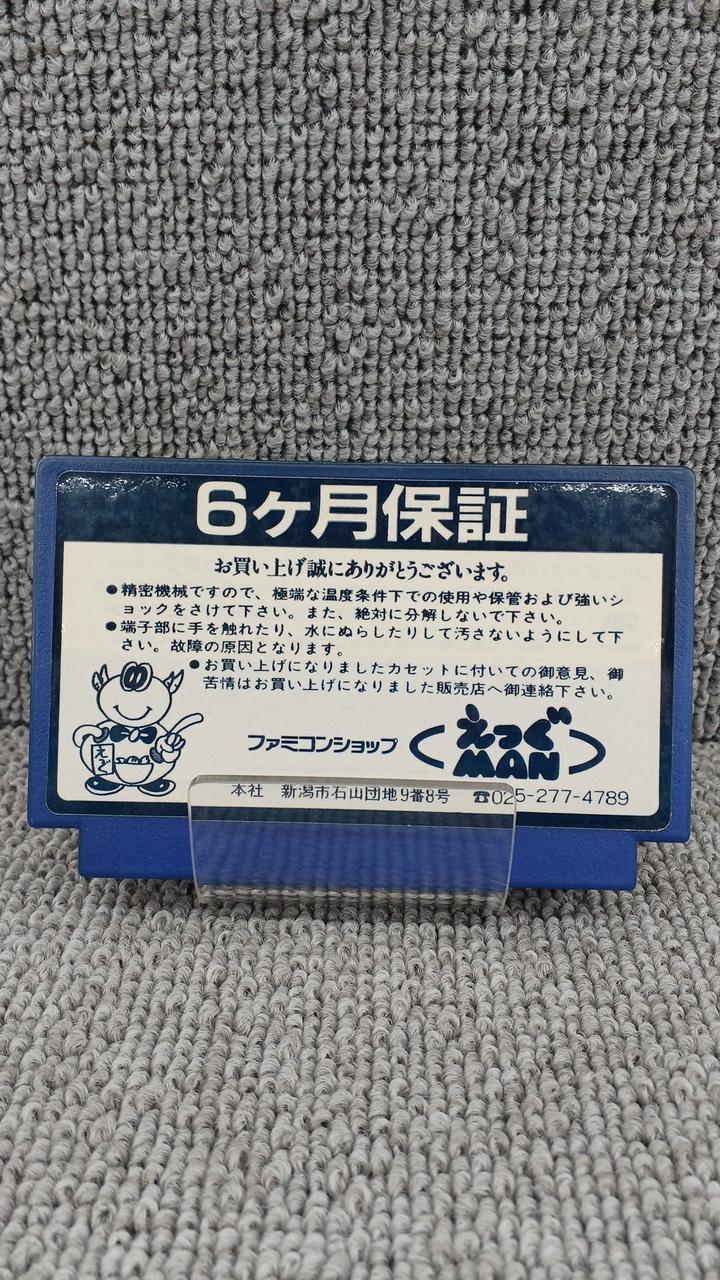 6ヶ月保証
お買い上げ誠にありがとうございます。
●精密機械ですので、極端な温度条件下での使用や保管および強いシ
ョックをさけて下さい。また、絶対に分解しないで下さい。
●端子部に手を触れたり、水にぬらしたりして汚さないようにして下
さい。故障の原因となります。
●お買い上げになりましたカセットに付いての御意見、御
苦情はお買い上げになりました販売店へ御連絡下さい。
えっぐ
ファミコンショップ
えっぐ
MAN
本社 新潟市石山団地9番8号 ☎025-277-4789